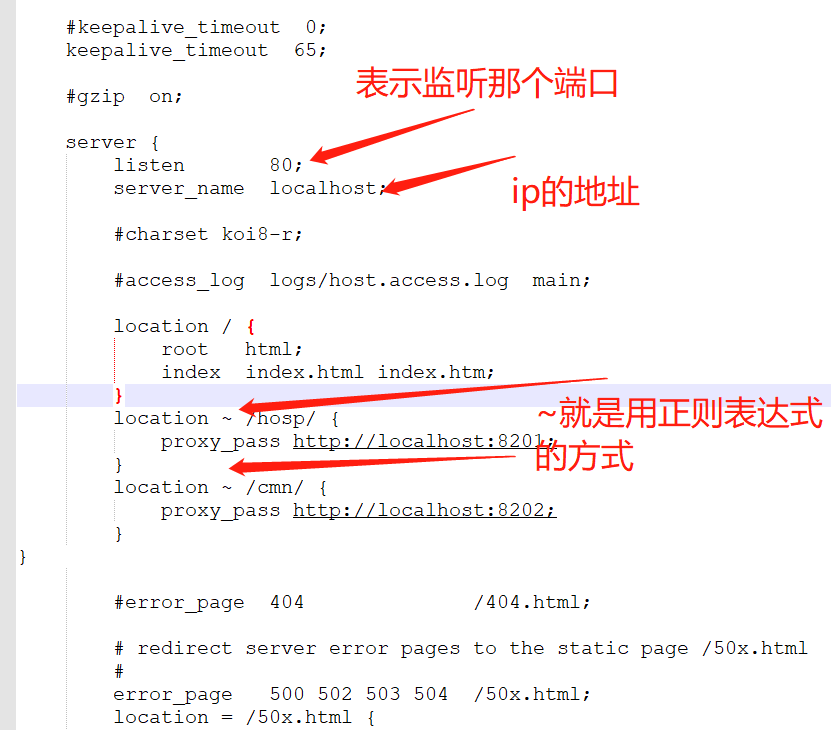 #keepalive_timeout  0;
keepalive_timeout  65;
表示监听那个端口
#gzip  on;
server {
listen       80;
server_name  localhost;
ip的地址
#charset koi8-r;
#access_log  logs/host.access.log  main;
location / {
root   html;
index  index.html index.htm;
}
location ~ /hosp/ {
~就是用正则表达式
的方式
proxy_pass http://localhost:8201;
}
location ~ /cmn/ {
proxy_pass http://localhost:8202;
}
}
#error_page  404              /404.html;
# redirect server error pages to the static page /50x.html
#
error_page   500 502 503 504  /50x.html;
location = /50x.html {